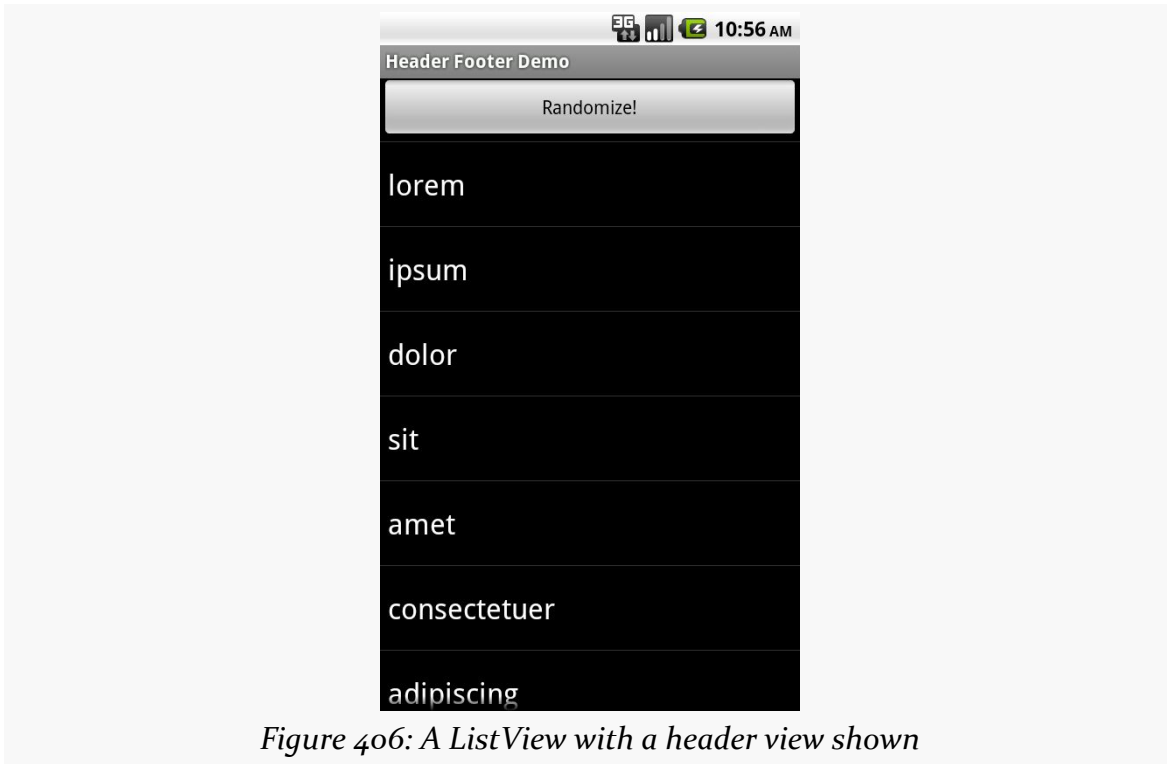 3G 10:56 AM
Header Footer Demo
Randomize!
lorem
ipsum
dolor
sit
amet
consectetuer
adipiscing
Figure 406: A ListView with a header view shown